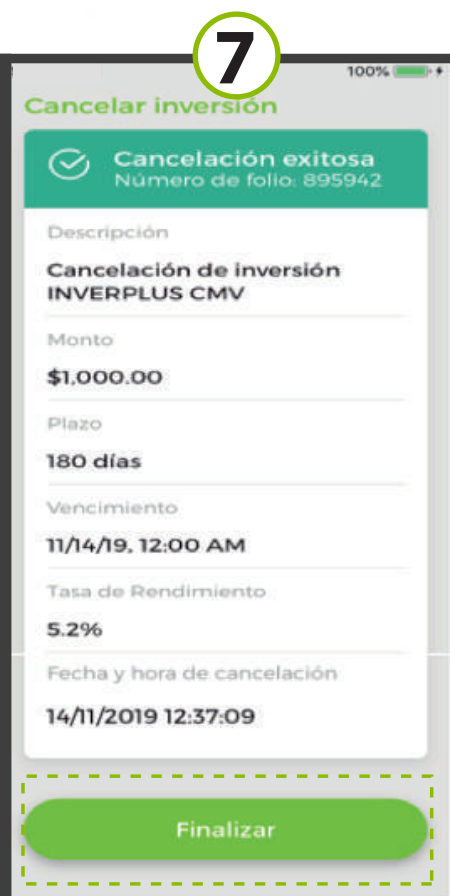 7
100%
Cancelar inversión
Cancelación exitosa
Número de folio: 895942
Descripción
Cancelación de inversión
INVERPLUS CMV
Monto
$1,000.00
Plazo
180 días
Vencimiento
11/14/19, 12:00 AM
Tasa de Rendimiento
5.2%
Fecha y hora de cancelación
14/11/2019 12:37:09
Finalizar